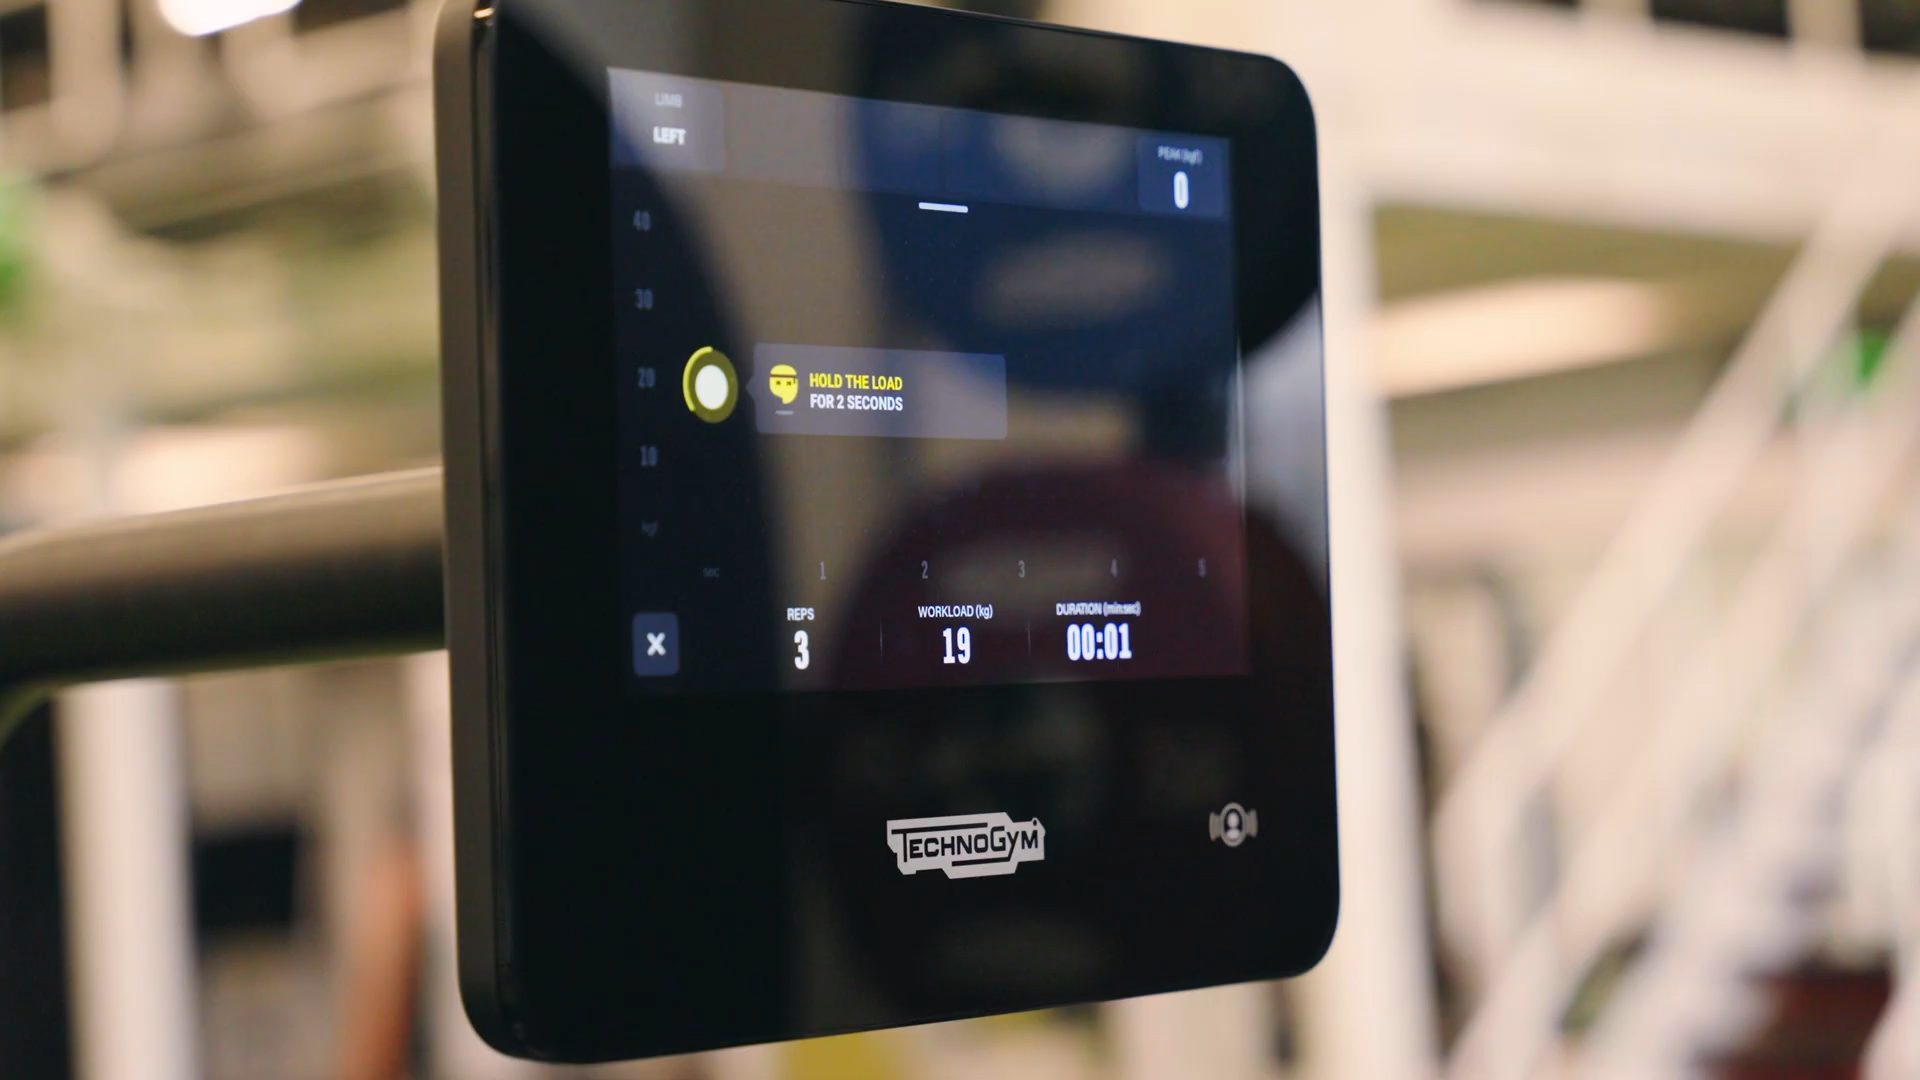 LIMB
LEFT
PEAK (kgf)
0
40
30
20
10
kgf
HOLD THE LOAD
FOR 2 SECONDS
SEC 1 2 3 4 5
REPS
3
WORKLOAD (kg)
19
DURATION (min:sec)
00:01
X
TECHNOGYM